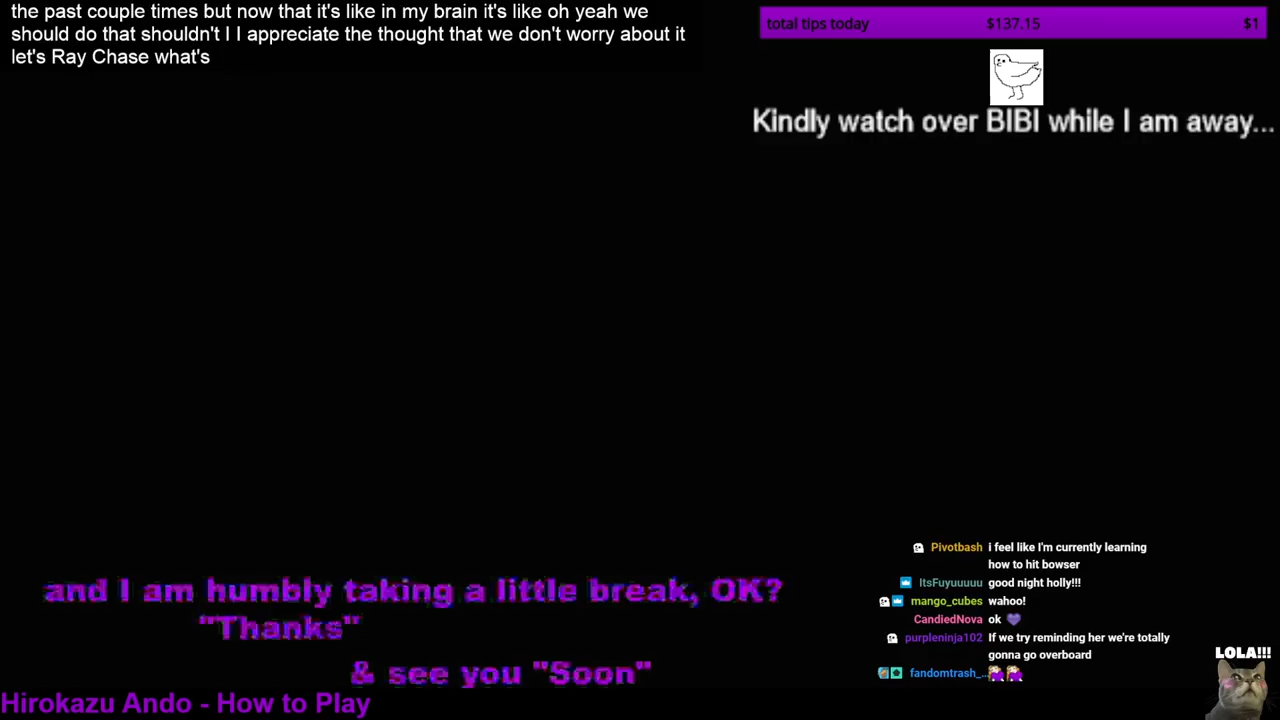 the past couple times but now that it's like in my brain it's like oh yeah we
should do that shouldn't I I appreciate the thought that we don't worry about it
let's Ray Chase what's
total tips today $137.15 $1
Kindly watch over BIBI while I am away...
Pivotbash i feel like I'm currently learning
how to hit bowser
ItsFuyuuuuu good night holly!!!
mango_cubes wahoo!
CandiedNova ok 💜
purpleninja102 If we try reminding her we're totally
gonna go overboard
fandomtrash_...
and I am humbly taking a little break, OK?
"Thanks"
& see you "Soon"
LOLA!!!
Hirokazu Ando - How to Play